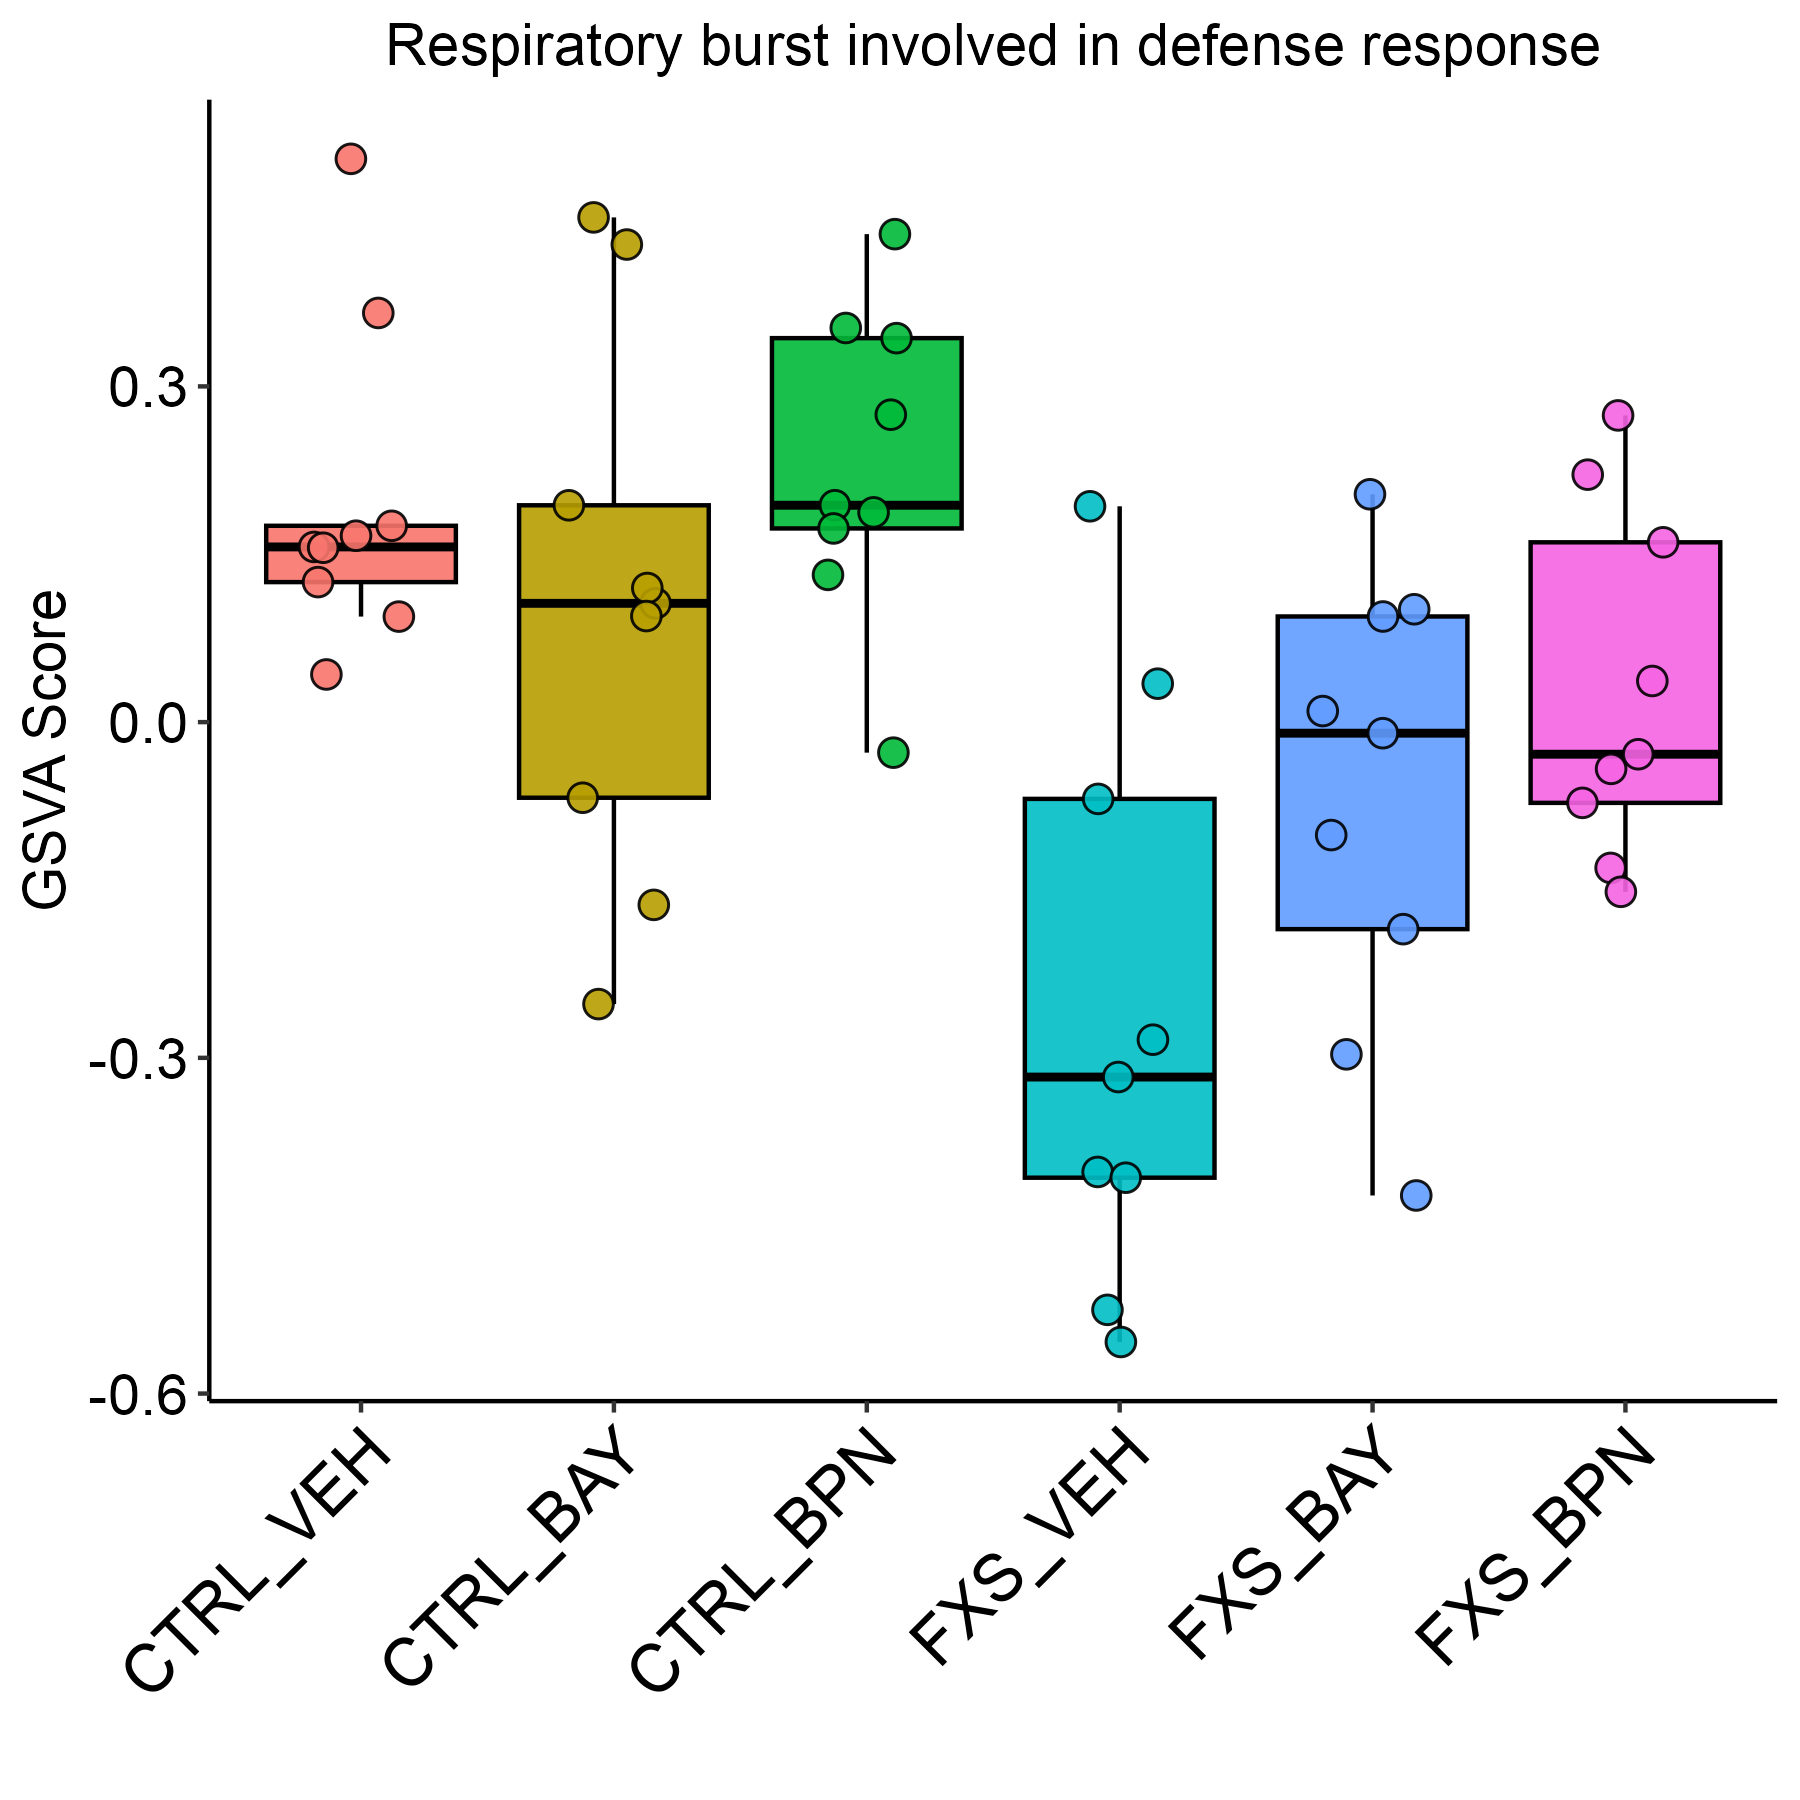 Respiratory burst involved in defense response
GSVA Score
0.3
0.0
-0.3
-0.6
CTRL_VEH
CTRL_BAY
CTRL_BPN
FXS_VEH
FXS_BAY
FXS_BPN